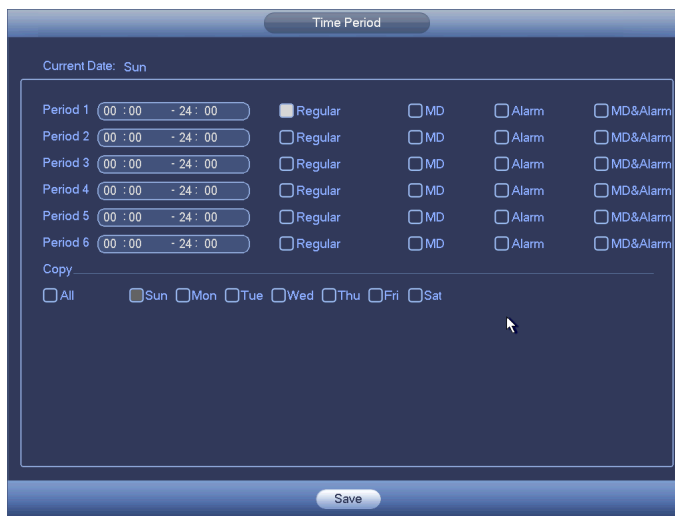 Time Period
Current Date: Sun
Period 1 00 : 00 - 24 : 00 Regular MD Alarm MD&Alarm
Period 2 00 : 00 - 24 : 00 Regular MD Alarm MD&Alarm
Period 3 00 : 00 - 24 : 00 Regular MD Alarm MD&Alarm
Period 4 00 : 00 - 24 : 00 Regular MD Alarm MD&Alarm
Period 5 00 : 00 - 24 : 00 Regular MD Alarm MD&Alarm
Period 6 00 : 00 - 24 : 00 Regular MD Alarm MD&Alarm
Copy
All Sun Mon Tue Wed Thu Fri Sat
Save